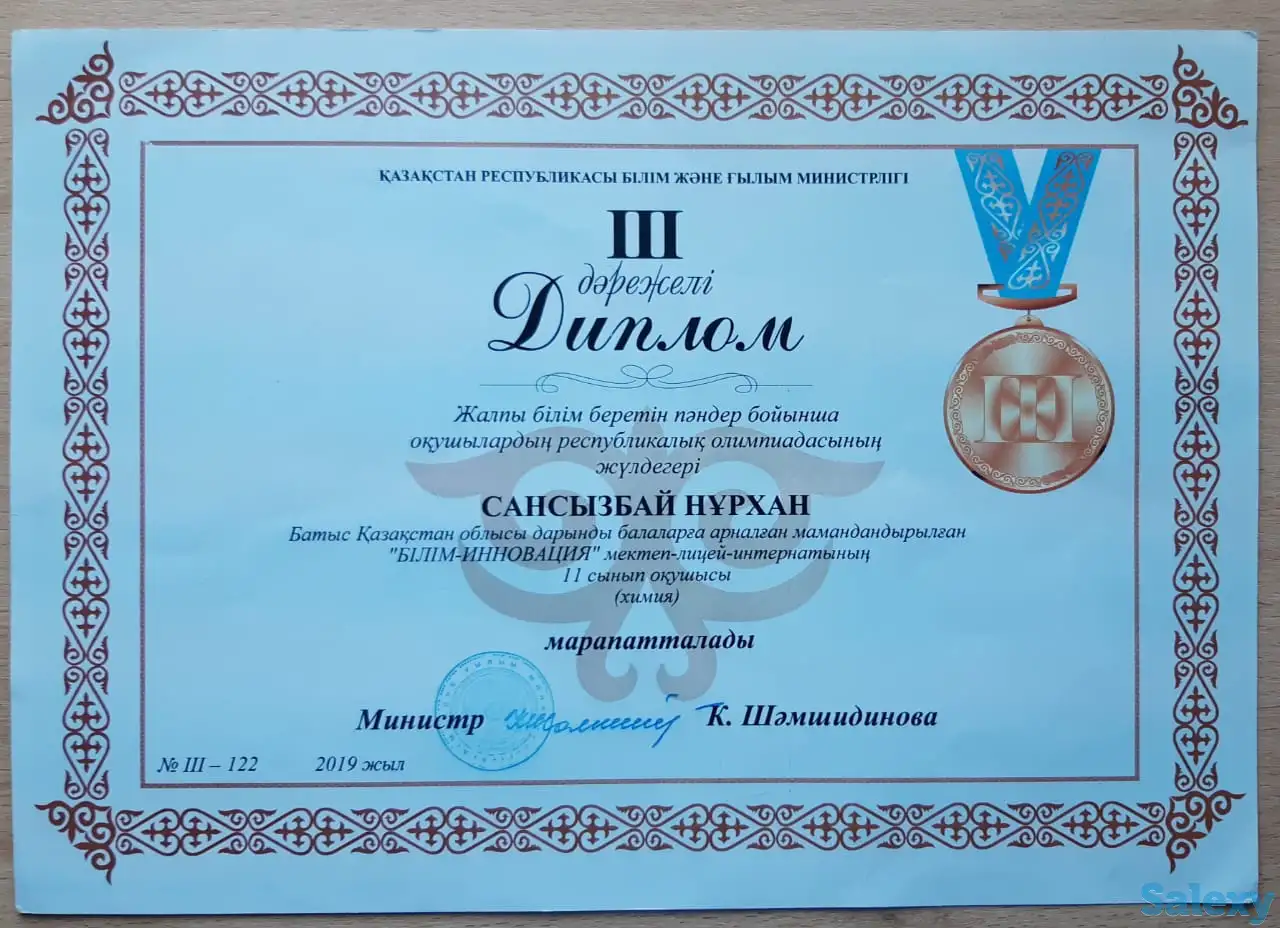 ҚАЗАҚСТАН РЕСПУБЛИКАСЫ БІЛІМ ЖӘНЕ ҒЫЛЫМ МИНИСТРЛІГІ
III
дәрежелі
Диплом
III
Жалпы білім беретін пәндер бойынша
оқушылардың республикалық олимпиадасының
жүлдегері
САНСЫЗБАЙ НҰРХАН
Батыс Қазақстан облысы дарынды балаларға арналған мамандандырылған
"БІЛІМ-ИННОВАЦИЯ" мектеп-лицей-интернатының
11 сынып оқушысы
(химия)
марапатталады
Министр К. Шәмшидинова
№ III – 122 2019 жыл
Salexy